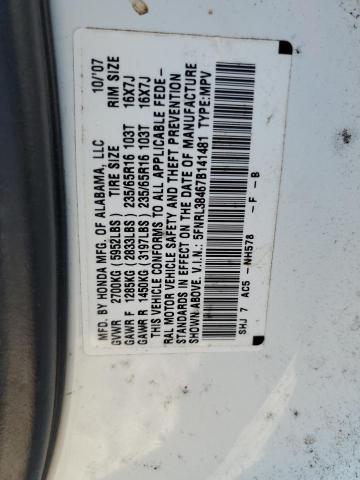 MFD. BY HONDA MFG. OF ALABAMA, LLC 10/'07
GVWR 2700KG (5952LBS) TIRE SIZE RIM SIZE
GAWR F 1285KG (2833LBS) 235/65R16 103T 16X7J
GAWR R 1450KG (3197LBS) 235/65R16 103T 16X7J
THIS VEHICLE CONFORMS TO ALL APPLICABLE FEDE-
RAL MOTOR VEHICLE SAFETY AND THEFT PREVENTION
STANDARDS IN EFFECT ON THE DATE OF MANUFACTURE
SHOWN ABOVE. V.I.N.: 5FNRL38467B141481 TYPE:MPV
SHJ 7 AC5 -NH578 - F - B